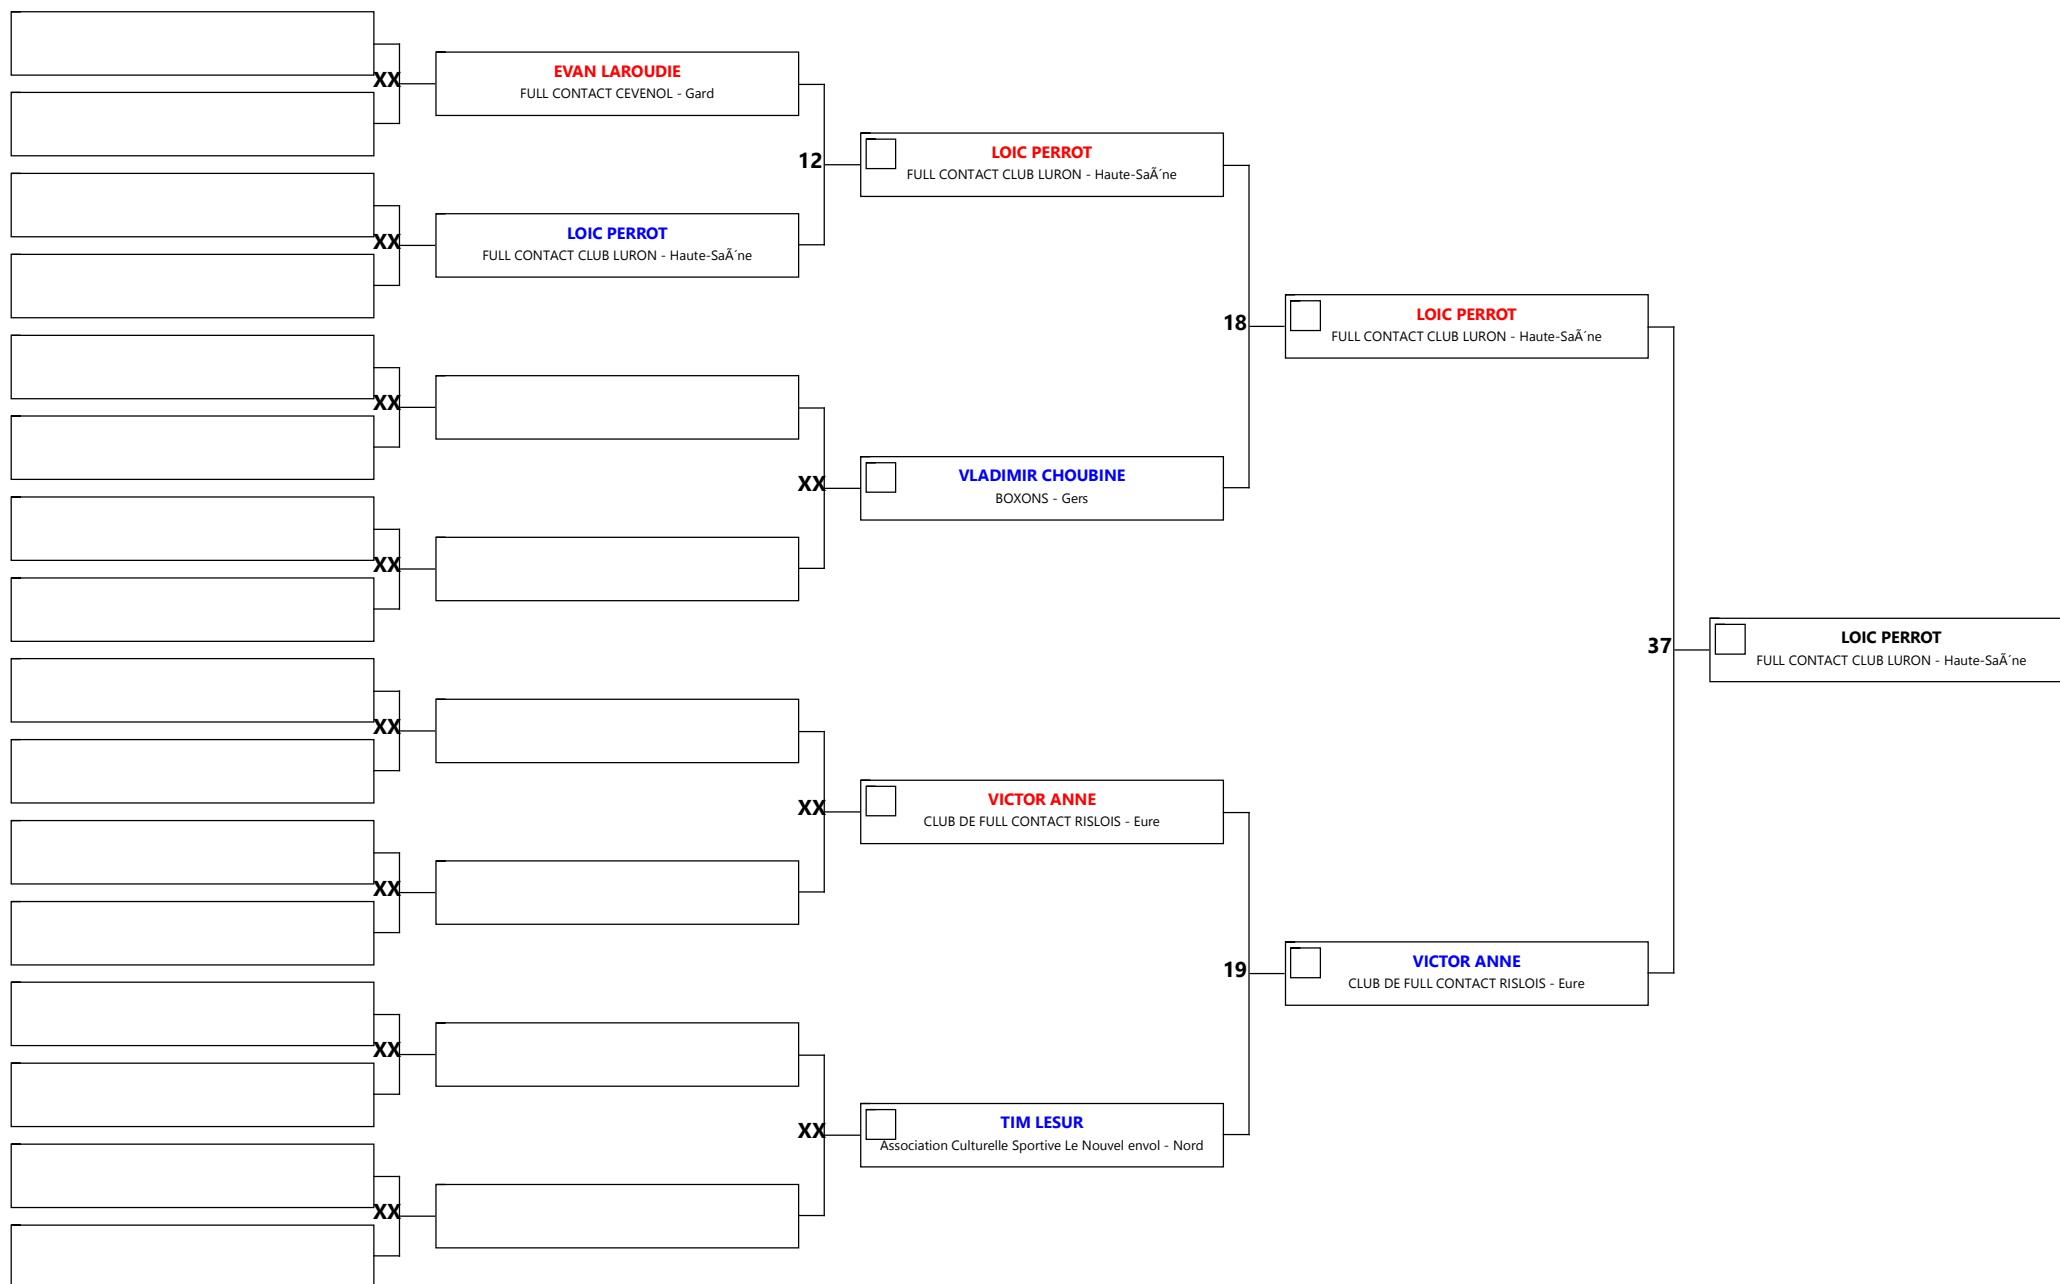 XX
EVAN LAROUDIE
FULL CONTACT CEVENOL - Gard
12
LOIC PERROT
FULL CONTACT CLUB LURON - Haute-SaÃ´ne
XX
LOIC PERROT
FULL CONTACT CLUB LURON - Haute-SaÃ´ne
18
LOIC PERROT
FULL CONTACT CLUB LURON - Haute-SaÃ´ne
XX
XX
VLADIMIR CHOUBINE
BOXONS - Gers
XX
37
LOIC PERROT
FULL CONTACT CLUB LURON - Haute-SaÃ´ne
XX
XX
VICTOR ANNE
CLUB DE FULL CONTACT RISLOIS - Eure
XX
19
VICTOR ANNE
CLUB DE FULL CONTACT RISLOIS - Eure
XX
XX
TIM LESUR
Association Culturelle Sportive Le Nouvel envol - Nord
XX